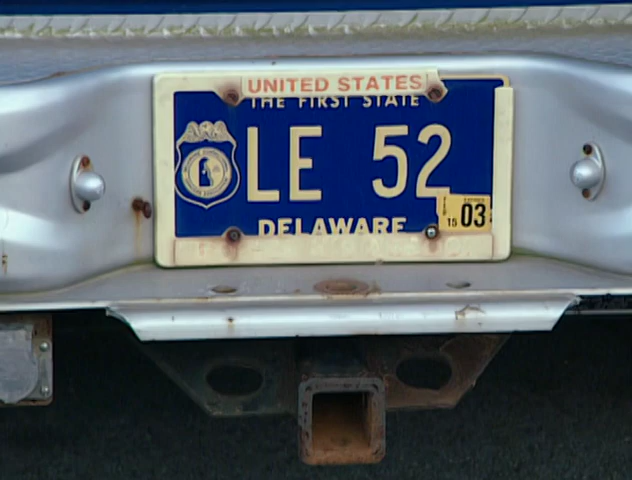 UNITED STATES
THE FIRST STATE
LE 52
15 03
DELAWARE